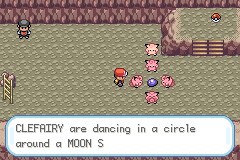 CLEFAIRY are dancing in a circle
around a MOON S